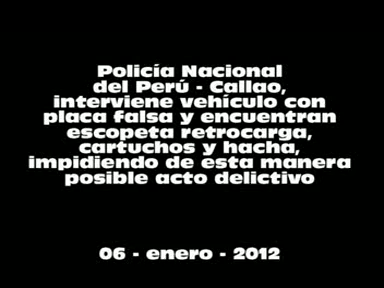 Policía Nacional
del Perú - Callao,
interviene vehículo con
placa falsa y encuentran
escopeta retrocarga,
cartuchos y hacha,
impidiendo de esta manera
posible acto delictivo
06 - enero - 2012